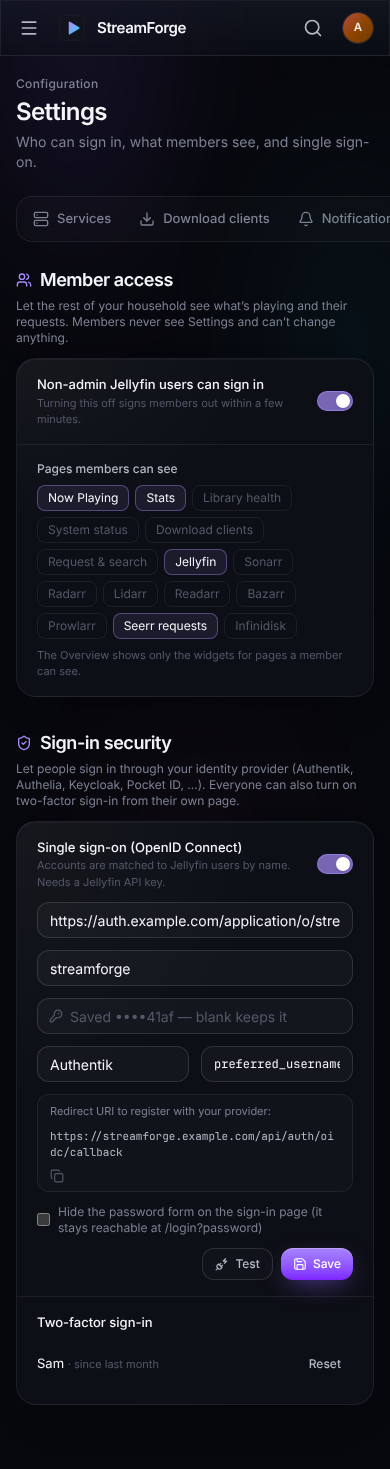 StreamForge
A
Configuration
Settings
Who can sign in, what members see, and single sign-
on.
Services
Download clients
Notification
Member access
Let the rest of your household see what's playing and their
requests. Members never see Settings and can't change
anything.
Non-admin Jellyfin users can sign in
Turning this off signs members out within a few
minutes.
Pages members can see
Now Playing Stats Library health
System status Download clients
Request & search Jellyfin Sonarr
Radarr Lidarr Readarr Bazarr
Prowlarr Seerr requests Infinidisk
The Overview shows only the widgets for pages a member
can see.
Sign-in security
Let people sign in through your identity provider (Authentik,
Authelia, Keycloak, Pocket ID, …). Everyone can also turn on
two-factor sign-in from their own page.
Single sign-on (OpenID Connect)
Accounts are matched to Jellyfin users by name.
Needs a Jellyfin API key.
https://auth.example.com/application/o/stre
streamforge
Saved ••••41af — blank keeps it
Authentik
preferred_username
Redirect URI to register with your provider:
https://streamforge.example.com/api/auth/oi
dc/callback
Hide the password form on the sign-in page (it
stays reachable at /login?password)
Test
Save
Two-factor sign-in
Sam · since last month
Reset